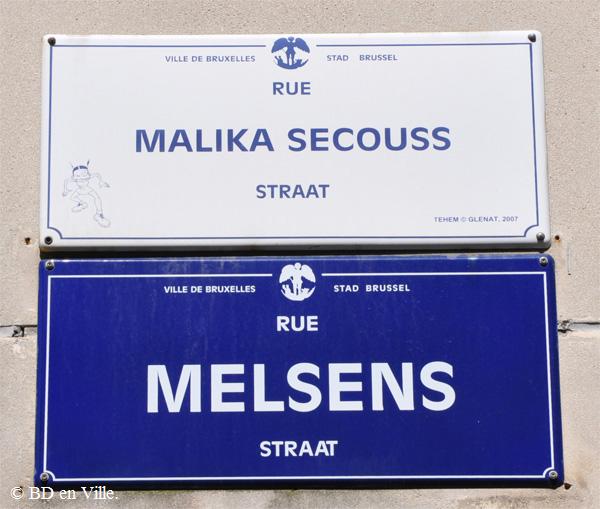 VILLE DE BRUXELLES STAD BRUSSEL
RUE
MALIKA SECOUSS
STRAAT
TEHEM © GLENAT, 2007
VILLE DE BRUXELLES STAD BRUSSEL
RUE
MELSENS
STRAAT
© BD en Ville.